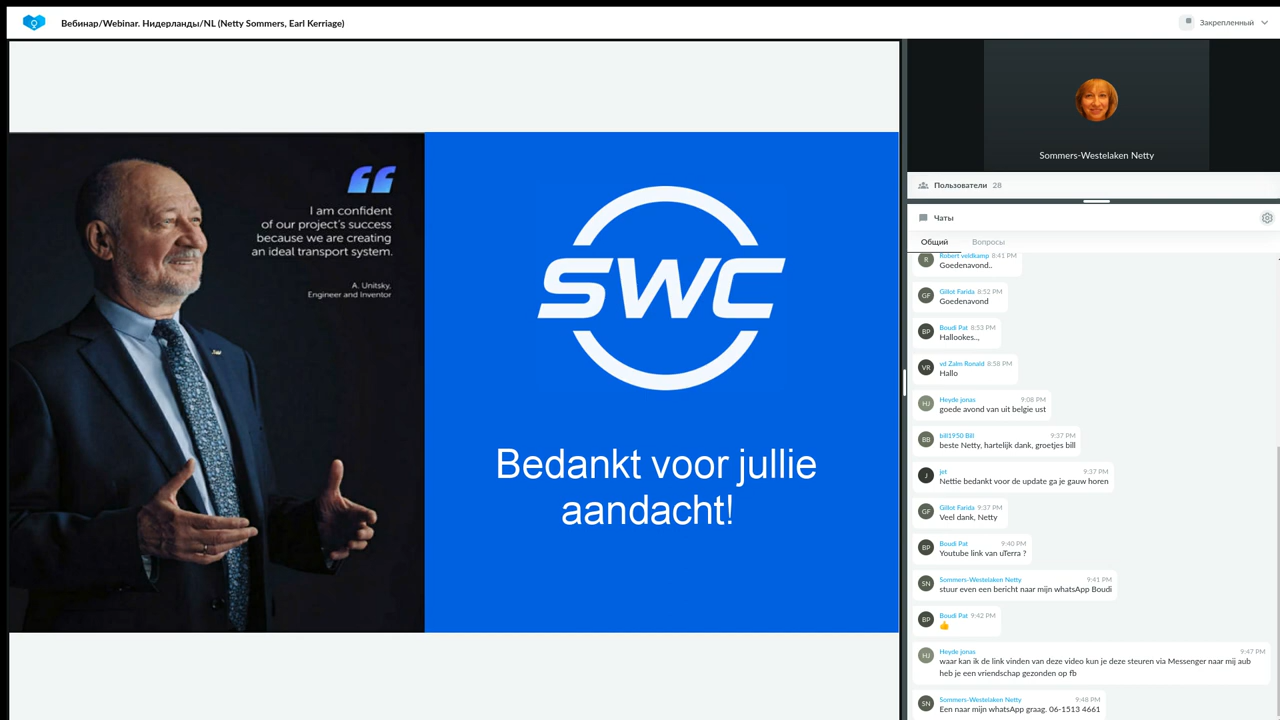 Вебинар/Webinar. Нидерланды/NL (Netty Sommers, Earl Kerriage)
Закрепленный
I am confident
of our project's success
because we are creating
an ideal transport system.
A. Unitsky,
Engineer and Inventor
SWC
Bedankt voor jullie
aandacht!
Sommers-Westelaken Netty
Пользователи 28
Чаты
Общий Вопросы
R Robert veldkamp 8:41 PM
Goedenavond..
GF Gillot Farida 8:52 PM
Goedenavond
BP Boudi Pat 8:53 PM
Hallookes..,
VR vd Zalm Ronald 8:58 PM
Hallo
HJ Heyde jonas 9:08 PM
goede avond van uit belgie ust
BB bill1950 Bill 9:37 PM
beste Netty, hartelijk dank, groetjes bill
J jet 9:37 PM
Nettie bedankt voor de update ga je gauw horen
GF Gillot Farida 9:37 PM
Veel dank, Netty
BP Boudi Pat 9:40 PM
Youtube link van uTerra ?
SN Sommers-Westelaken Netty 9:41 PM
stuur even een bericht naar mijn whatsApp Boudi
BP Boudi Pat 9:42 PM
👍
HJ Heyde jonas 9:47 PM
waar kan ik de link vinden van deze video kun je deze steuren via Messenger naar mij aub
heb je een vriendschap gezonden op fb
SN Sommers-Westelaken Netty 9:48 PM
Een naar mijn whatsApp graag. 06-1513 4661